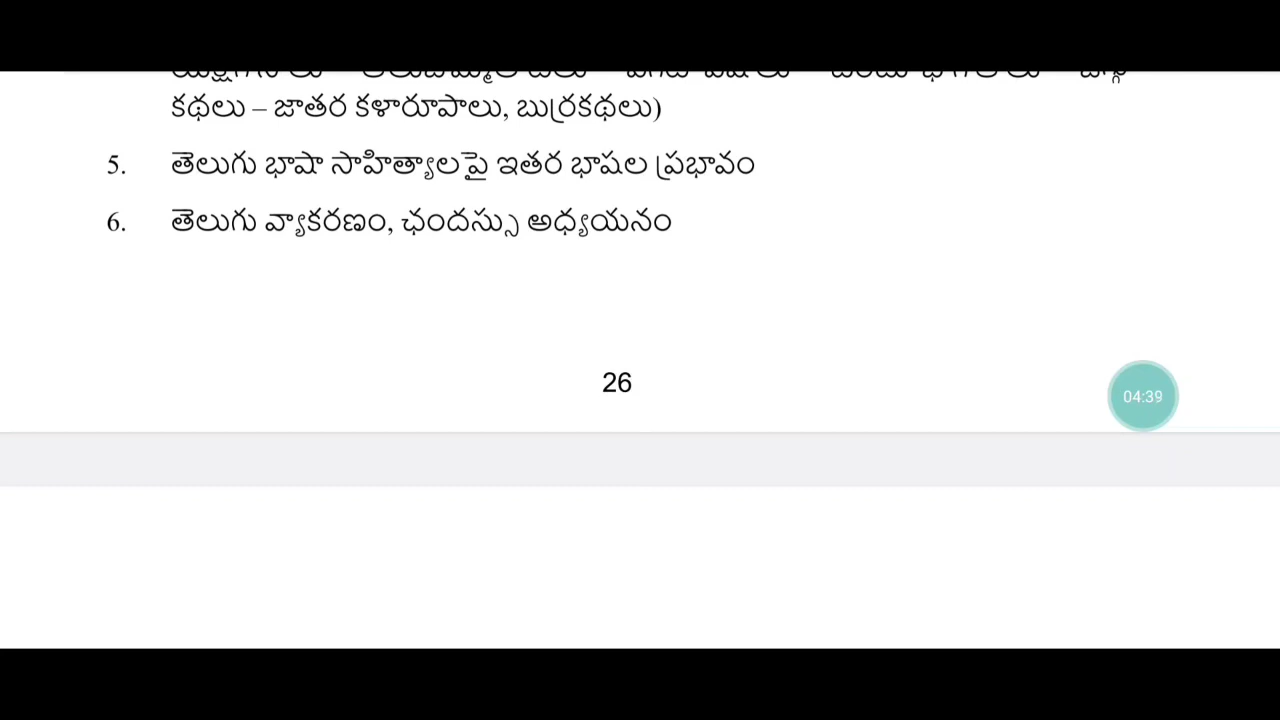 కథలు – జాతర కళారూపాలు, బుర్రకథలు)
5. తెలుగు భాషా సాహిత్యాలపై ఇతర భాషల ప్రభావం
6. తెలుగు వ్యాకరణం, ఛందస్సు అధ్యయనం
26
04:39